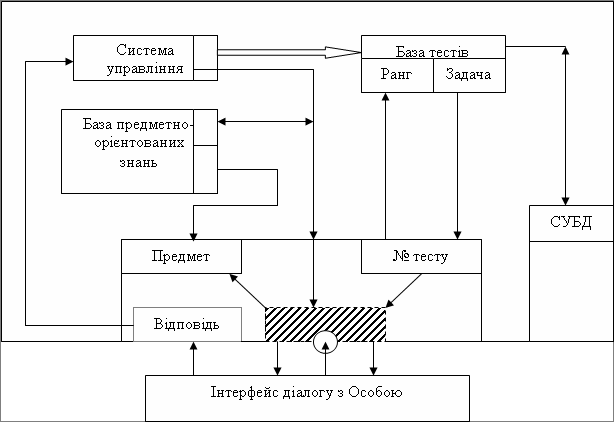 Система
управління
База тестів
Ранг
Задача
База предметно-
орієнтованих
знань
СУБД
Предмет
№ тесту
Відповідь
Інтерфейс діалогу з Особою